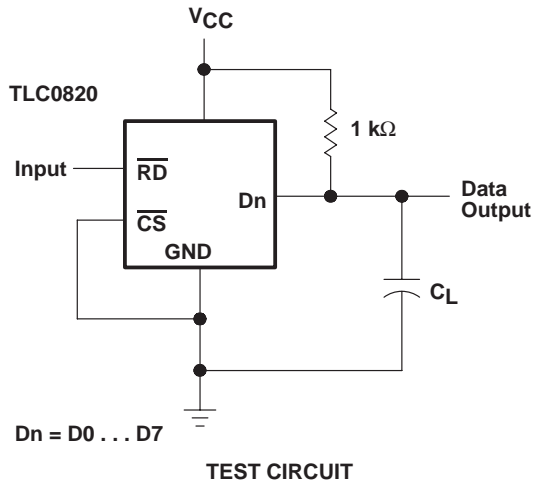 VCC
TLC0820
1 kΩ
Input
RD
Dn
Data
Output
CS
GND
CL
Dn = D0 . . . D7
TEST CIRCUIT